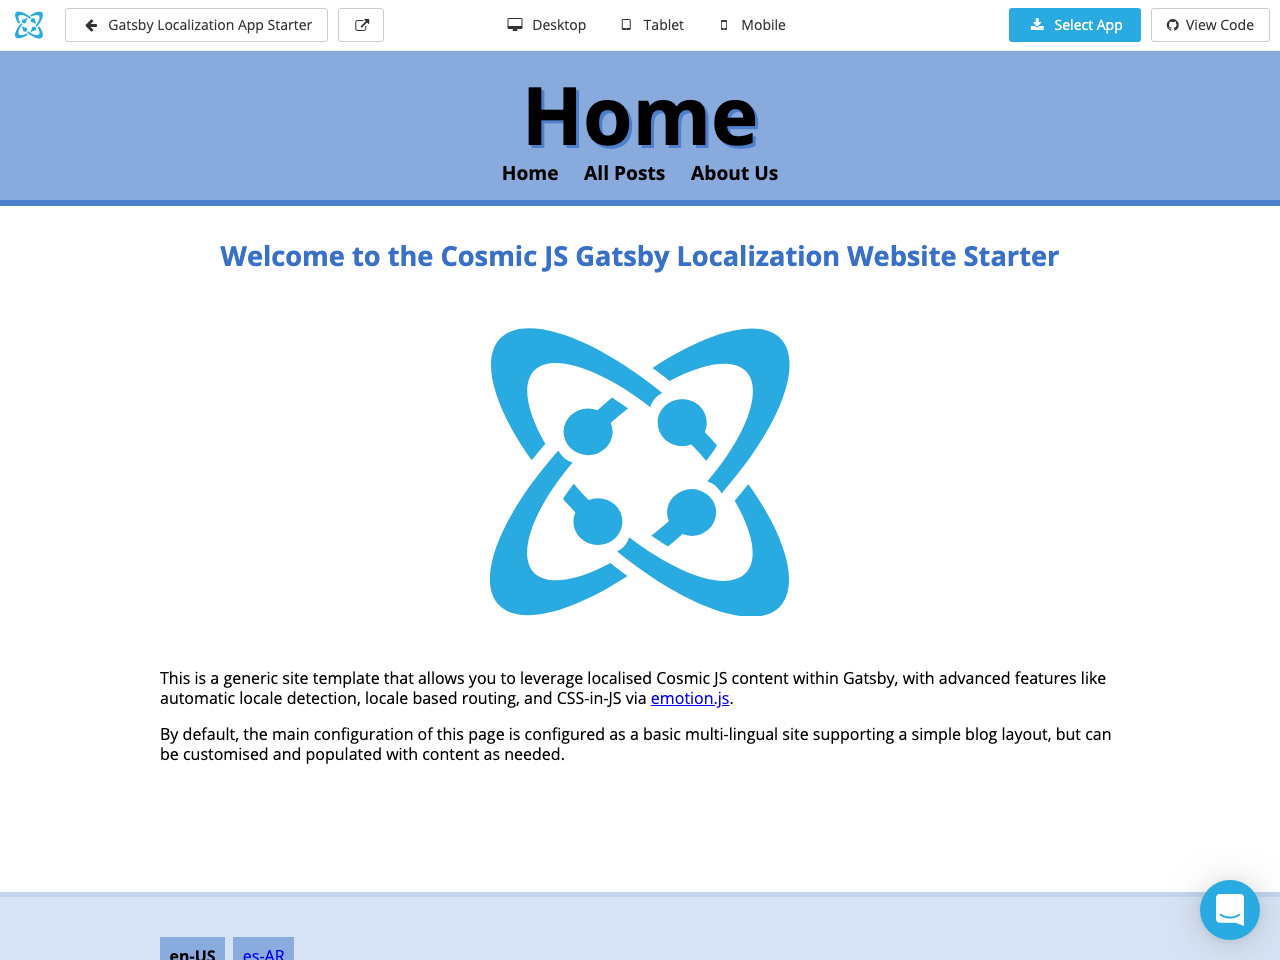 Gatsby Localization App Starter
Desktop
Tablet
Mobile
Select App
View Code
Home
Home
All Posts
About Us
Welcome to the Cosmic JS Gatsby Localization Website Starter
This is a generic site template that allows you to leverage localised Cosmic JS content within Gatsby, with advanced features like
automatic locale detection, locale based routing, and CSS-in-JS via emotion.js.
By default, the main configuration of this page is configured as a basic multi-lingual site supporting a simple blog layout, but can
be customised and populated with content as needed.
en-US
es-AR